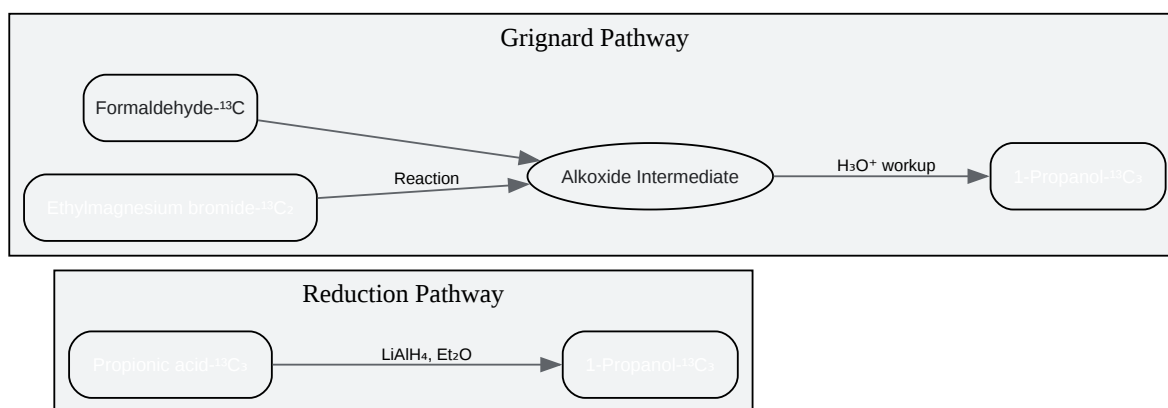 Grignard Pathway
Formaldehyde-¹³C
Ethylmagnesium bromide-¹³C₂
Reaction
Alkoxide Intermediate
H₃O⁺ workup
1-Propanol-¹³C₃
Reduction Pathway
Propionic acid-¹³C₃
LiAlH₄, Et₂O
1-Propanol-¹³C₃